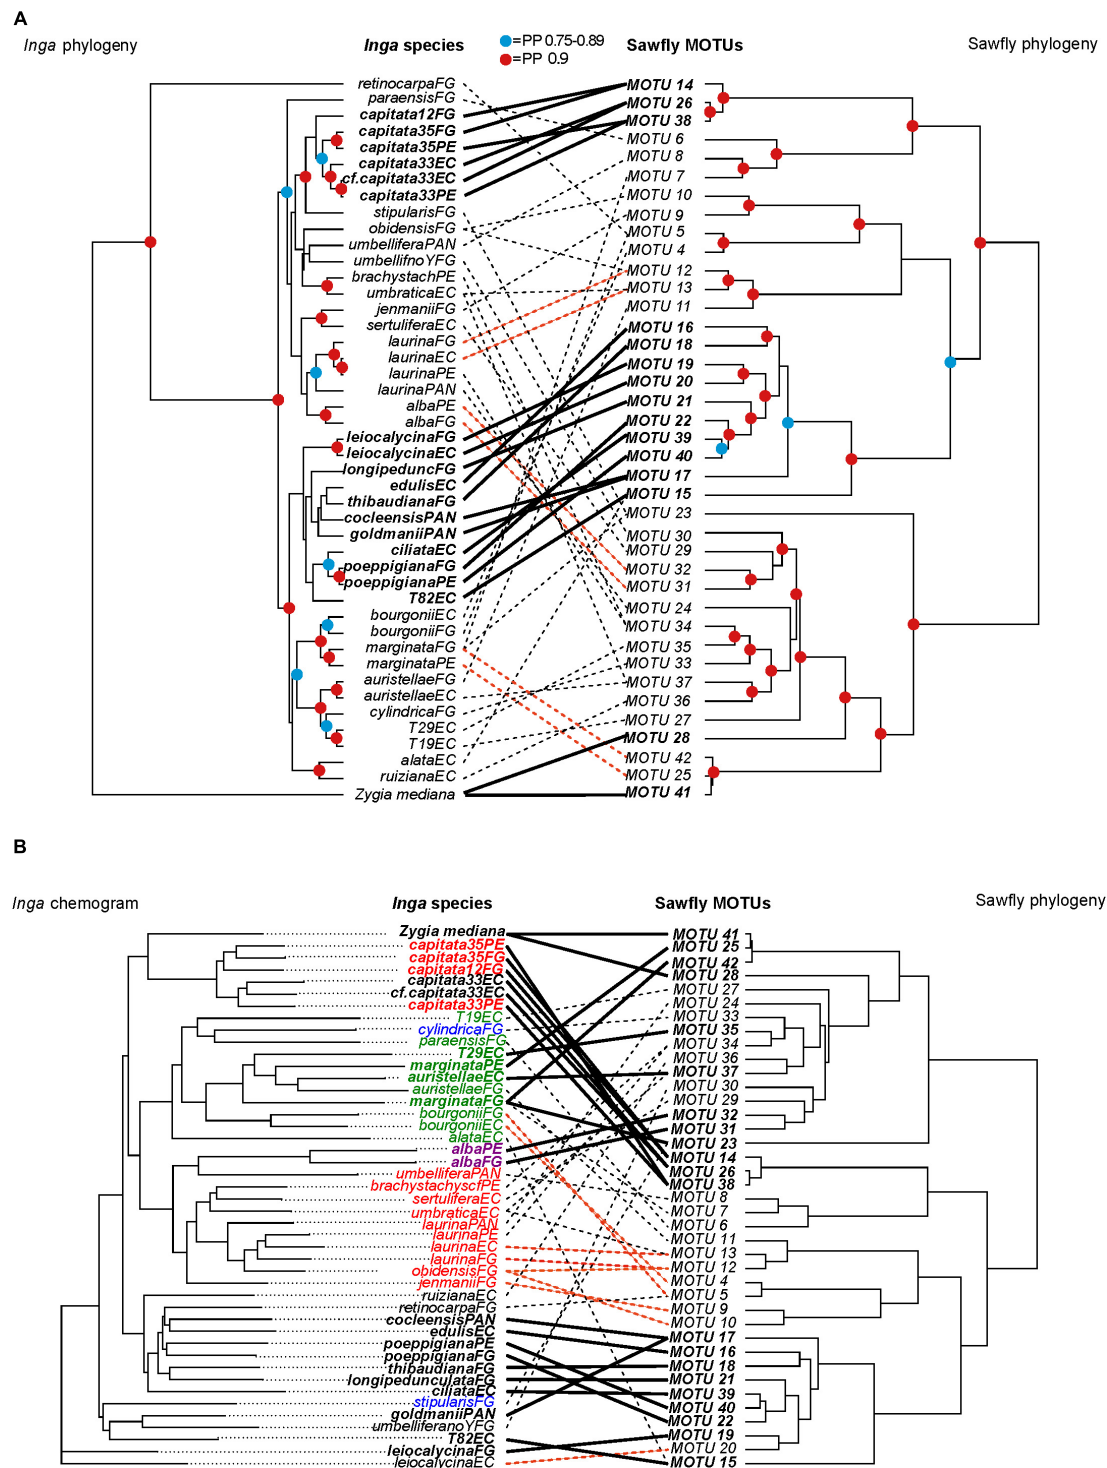 A
Inga phylogeny
Inga species
=PP 0.75-0.89
=PP 0.9
Sawfly MOTUs
Sawfly phylogeny
retinocarpaFG
paraensisFG
capitata12FG
capitata35FG
capitata35PE
capitata33EC
cf.capitata33EC
capitata33PE
stipularisFG
obidensisFG
umbelliferaPAN
umbellifnoYFG
brachystachPE
umbraticaEC
jenmaniiFG
sertuliferaEC
laurinaFG
laurinaEC
laurinaPE
laurinaPAN
albaPE
albaFG
leiocalycinaFG
leiocalycinaEC
longipeduncFG
edulisEC
thibaudianaFG
cocleensisPAN
goldmaniiPAN
ciliataEC
poeppigianaFG
poeppigianaPE
T82EC
bourgoniiEC
bourgoniiFG
marginataFG
marginataPE
auristellaeFG
auristellaeEC
cylindricaFG
T29EC
T19EC
alataEC
ruizianaEC
Zygia mediana
MOTU 14
MOTU 26
MOTU 38
MOTU 6
MOTU 8
MOTU 7
MOTU 10
MOTU 9
MOTU 5
MOTU 4
MOTU 12
MOTU 13
MOTU 11
MOTU 16
MOTU 18
MOTU 19
MOTU 20
MOTU 21
MOTU 22
MOTU 39
MOTU 40
MOTU 17
MOTU 15
MOTU 23
MOTU 30
MOTU 29
MOTU 32
MOTU 31
MOTU 24
MOTU 34
MOTU 35
MOTU 33
MOTU 37
MOTU 36
MOTU 27
MOTU 28
MOTU 42
MOTU 25
MOTU 41
B
Inga chemogram
Inga species
Sawfly MOTUs
Sawfly phylogeny
Zygia mediana
capitata35PE
capitata35FG
capitata12FG
capitata33EC
cf.capitata33EC
capitata33PE
T19EC
cylindricaFG
paraensisFG
T29EC
marginataPE
auristellaeEC
auristellaeFG
marginataFG
bourgoniiFG
bourgoniiEC
alataEC
albaPE
albaFG
umbelliferaPAN
brachystachyscfPE
sertuliferaEC
umbraticaEC
laurinaPAN
laurinaPE
laurinaEC
laurinaFG
obidensisFG
jenmaniiFG
ruizianaEC
retinocarpaFG
cocleensisPAN
edulisEC
poeppigianaPE
poeppigianaFG
thibaudianaFG
longipedunculataFG
ciliataEC
stipularisFG
goldmaniiPAN
umbelliferanoYFG
T82EC
leiocalycinaFG
leiocalycinaEC
MOTU 41
MOTU 25
MOTU 42
MOTU 28
MOTU 27
MOTU 24
MOTU 33
MOTU 35
MOTU 34
MOTU 36
MOTU 37
MOTU 30
MOTU 29
MOTU 32
MOTU 31
MOTU 23
MOTU 14
MOTU 26
MOTU 38
MOTU 8
MOTU 7
MOTU 6
MOTU 11
MOTU 13
MOTU 12
MOTU 4
MOTU 5
MOTU 9
MOTU 10
MOTU 17
MOTU 16
MOTU 18
MOTU 21
MOTU 39
MOTU 40
MOTU 22
MOTU 19
MOTU 20
MOTU 15